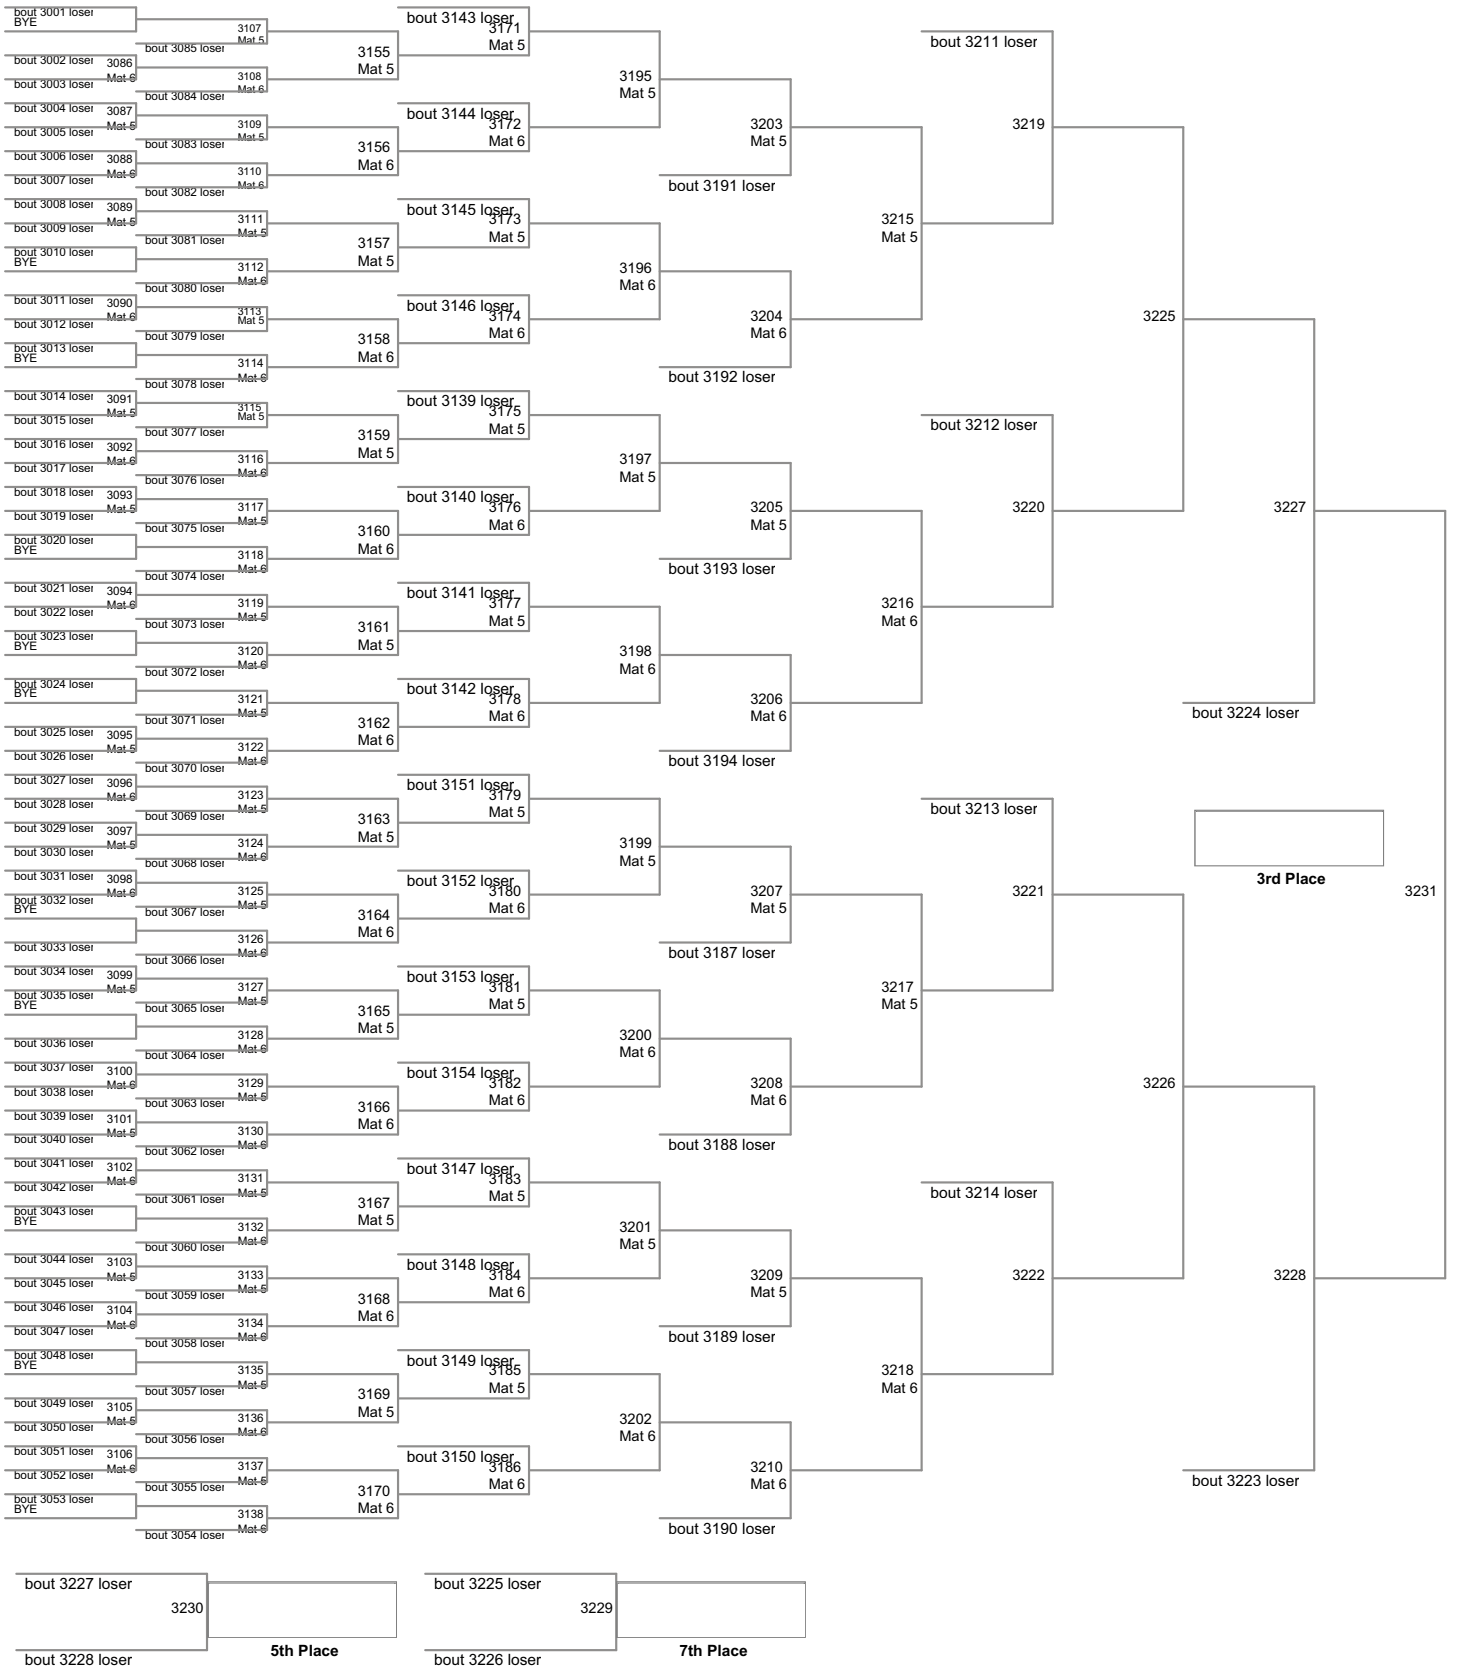 bout 3001 loser
BYE
bout 3002 loser
3086
Mat 6
bout 3003 loser
bout 3004 loser
3087
Mat 5
bout 3005 loser
bout 3006 loser
3088
Mat 6
bout 3007 loser
bout 3008 loser
3089
Mat 5
bout 3009 loser
bout 3010 loser
BYE
bout 3011 loser
3090
Mat 6
bout 3012 loser
bout 3013 loser
BYE
bout 3014 loser
3091
Mat 5
bout 3015 loser
bout 3016 loser
3092
Mat 6
bout 3017 loser
bout 3018 loser
3093
Mat 5
bout 3019 loser
bout 3020 loser
BYE
bout 3021 loser
3094
Mat 6
bout 3022 loser
bout 3023 loser
BYE
bout 3024 loser
BYE
bout 3025 loser
3095
Mat 5
bout 3026 loser
bout 3027 loser
3096
Mat 6
bout 3028 loser
bout 3029 loser
3097
Mat 5
bout 3030 loser
bout 3031 loser
3098
Mat 6
bout 3032 loser
BYE
bout 3033 loser
bout 3034 loser
3099
Mat 5
bout 3035 loser
BYE
bout 3036 loser
bout 3037 loser
3100
Mat 6
bout 3038 loser
bout 3039 loser
3101
Mat 5
bout 3040 loser
bout 3041 loser
3102
Mat 6
bout 3042 loser
bout 3043 loser
BYE
bout 3044 loser
3103
Mat 5
bout 3045 loser
bout 3046 loser
3104
Mat 6
bout 3047 loser
bout 3048 loser
BYE
bout 3049 loser
3105
Mat 5
bout 3050 loser
bout 3051 loser
3106
Mat 6
bout 3052 loser
bout 3053 loser
BYE
3107
Mat 5
bout 3085 loser
3108
Mat 6
bout 3084 loser
3109
Mat 5
bout 3083 loser
3110
Mat 6
bout 3082 loser
3111
Mat 5
bout 3081 loser
3112
Mat 6
bout 3080 loser
3113
Mat 5
bout 3079 loser
3114
Mat 6
bout 3078 loser
3115
Mat 5
bout 3077 loser
3116
Mat 6
bout 3076 loser
3117
Mat 5
bout 3075 loser
3118
Mat 6
bout 3074 loser
3119
Mat 5
bout 3073 loser
3120
Mat 6
bout 3072 loser
3121
Mat 5
bout 3071 loser
3122
Mat 6
bout 3070 loser
3123
Mat 5
bout 3069 loser
3124
Mat 6
bout 3068 loser
3125
Mat 5
bout 3067 loser
3126
Mat 6
bout 3066 loser
3127
Mat 5
bout 3065 loser
3128
Mat 6
bout 3064 loser
3129
Mat 5
bout 3063 loser
3130
Mat 6
bout 3062 loser
3131
Mat 5
bout 3061 loser
3132
Mat 6
bout 3060 loser
3133
Mat 5
bout 3059 loser
3134
Mat 6
bout 3058 loser
3135
Mat 5
bout 3057 loser
3136
Mat 6
bout 3056 loser
3137
Mat 5
bout 3055 loser
3138
Mat 6
bout 3054 loser
3155
Mat 5
3156
Mat 6
3157
Mat 5
3158
Mat 6
3159
Mat 5
3160
Mat 6
3161
Mat 5
3162
Mat 6
3163
Mat 5
3164
Mat 6
3165
Mat 5
3166
Mat 6
3167
Mat 5
3168
Mat 6
3169
Mat 5
3170
Mat 6
bout 3143 loser
3171
Mat 5
bout 3144 loser
3172
Mat 6
bout 3145 loser
3173
Mat 5
bout 3146 loser
3174
Mat 6
bout 3139 loser
3175
Mat 5
bout 3140 loser
3176
Mat 6
bout 3141 loser
3177
Mat 5
bout 3142 loser
3178
Mat 6
bout 3151 loser
3179
Mat 5
bout 3152 loser
3180
Mat 6
bout 3153 loser
3181
Mat 5
bout 3154 loser
3182
Mat 6
bout 3147 loser
3183
Mat 5
bout 3148 loser
3184
Mat 6
bout 3149 loser
3185
Mat 5
bout 3150 loser
3186
Mat 6
3195
Mat 5
3196
Mat 6
3197
Mat 5
3198
Mat 6
3199
Mat 5
3200
Mat 6
3201
Mat 5
3202
Mat 6
3203
Mat 5
bout 3191 loser
3204
Mat 6
bout 3192 loser
3205
Mat 5
bout 3193 loser
3206
Mat 6
bout 3194 loser
3207
Mat 5
bout 3187 loser
3208
Mat 6
bout 3188 loser
3209
Mat 5
bout 3189 loser
3210
Mat 6
bout 3190 loser
3215
Mat 5
3216
Mat 6
3217
Mat 5
3218
Mat 6
bout 3211 loser
3219
bout 3212 loser
3220
bout 3213 loser
3221
bout 3214 loser
3222
3225
3226
3227
bout 3224 loser
3228
bout 3223 loser
3rd Place
3231
bout 3227 loser
3230
bout 3228 loser
5th Place
bout 3225 loser
3229
bout 3226 loser
7th Place